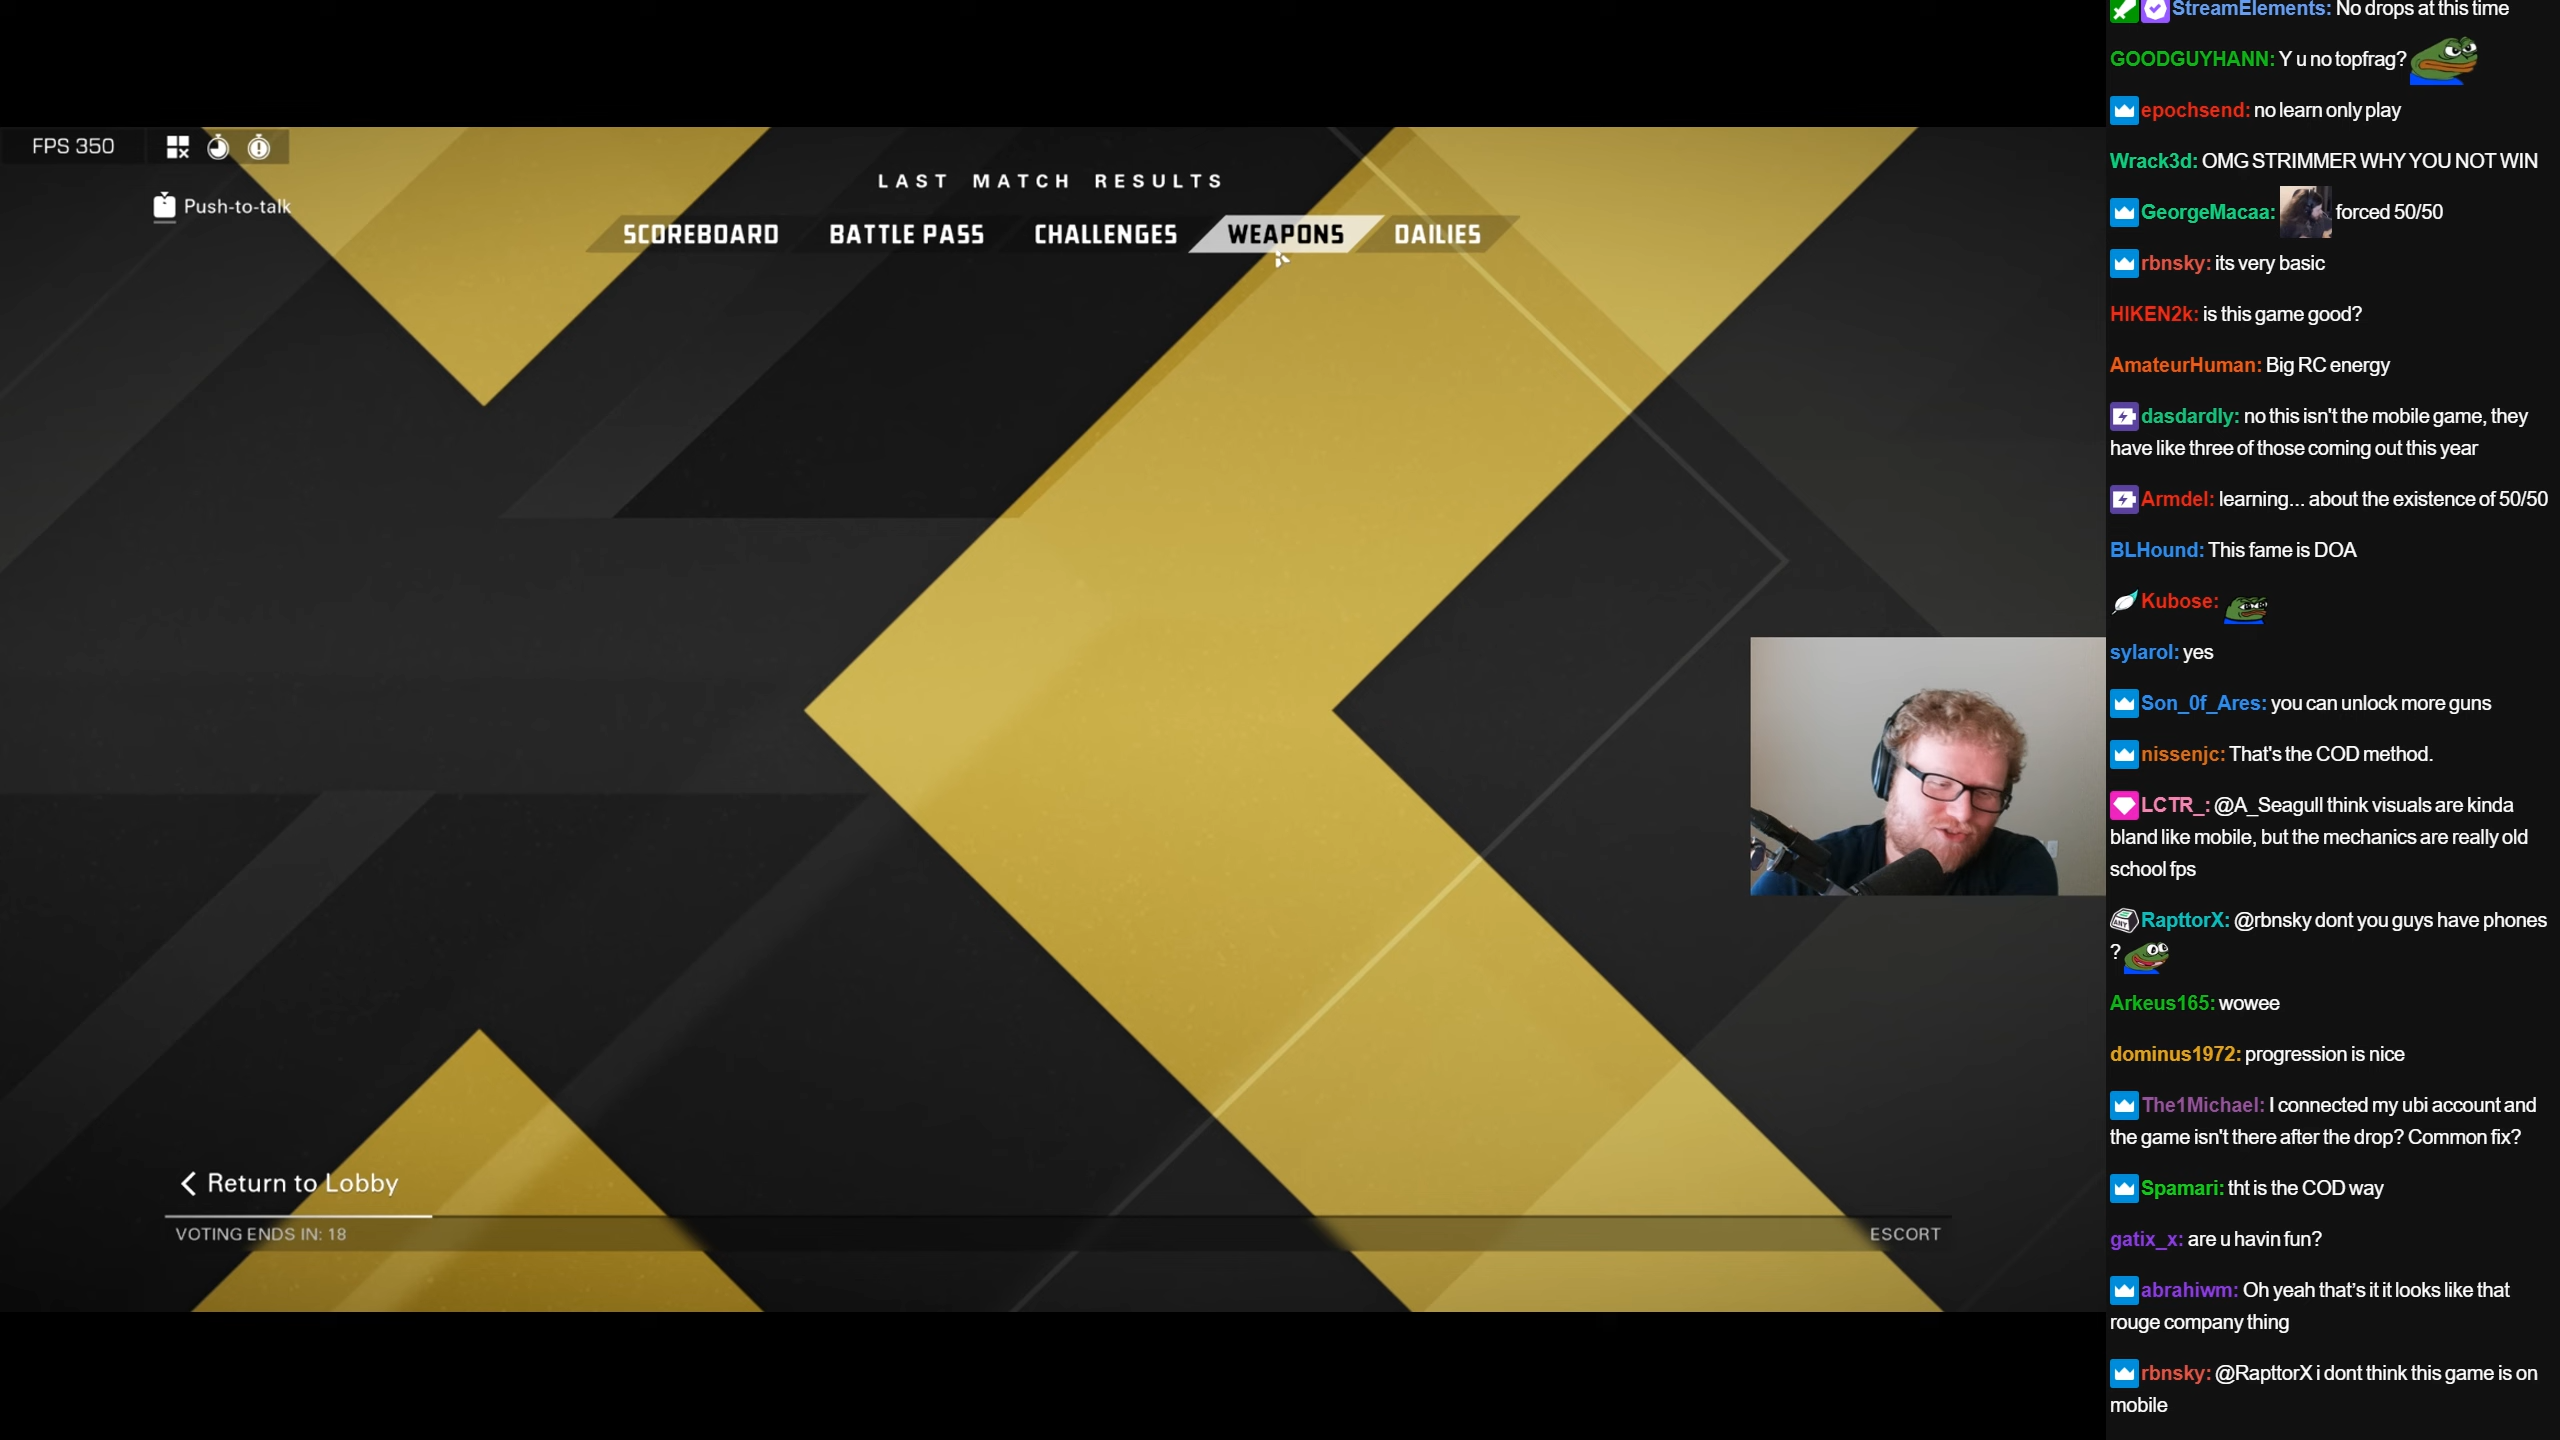 FPS 350
Push-to-talk
LAST MATCH RESULTS
SCOREBOARD BATTLE PASS CHALLENGES WEAPONS DAILIES
Return to Lobby
VOTING ENDS IN: 18
ESCORT
StreamElements: No drops at this time
GOODGUYHANN: Y u no topfrag?
epochsend: no learn only play
Wrack3d: OMG STRIMMER WHY YOU NOT WIN
GeorgeMacaa: forced 50/50
rbnsky: its very basic
HIKEN2k: is this game good?
AmateurHuman: Big RC energy
dasdardly: no this isn't the mobile game, they
have like three of those coming out this year
Armdel: learning... about the existence of 50/50
BLHound: This fame is DOA
Kubose:
sylarol: yes
Son_0f_Ares: you can unlock more guns
nissenjc: That's the COD method.
LCTR_: @A_Seagull think visuals are kinda
bland like mobile, but the mechanics are really old
school fps
RapttorX: @rbnsky dont you guys have phones
?
Arkeus165: wowee
dominus1972: progression is nice
The1Michael: I connected my ubi account and
the game isn't there after the drop? Common fix?
Spamari: tht is the COD way
gatix_x: are u havin fun?
abrahiwm: Oh yeah that's it it looks like that
rouge company thing
rbnsky: @RapttorX i dont think this game is on
mobile